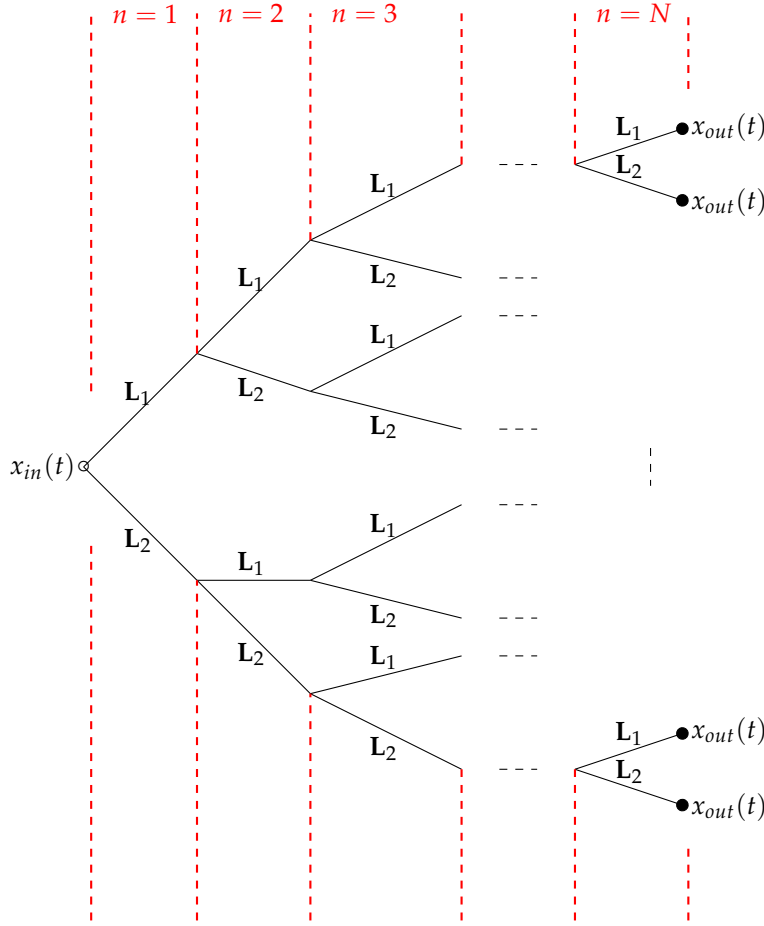 n = 1 n = 2 n = 3 n = N
L₁ x_out(t)
L₂
L₁
x_out(t)
L₁
L₂
L₁
L₁
L₂
L₂
x_in(t)
L₁
L₂
L₁
L₂
L₁
L₂
L₁ x_out(t)
L₂
L₂
x_out(t)